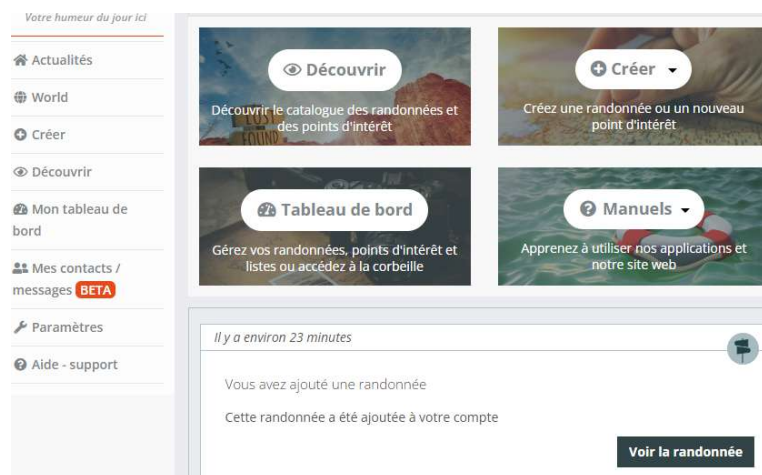 Votre humeur du jour ici
Actualités
World
Créer
Découvrir
Mon tableau de
bord
Mes contacts /
messages BETA
Paramètres
Aide - support
Découvrir
Découvrir le catalogue des randonnées et
des points d'intérêt
LOST
FOUND
Créer
Créez une randonnée ou un nouveau
point d'intérêt
Tableau de bord
Gérez vos randonnées, points d'intérêt et
listes ou accédez à la corbeille
Manuels
Apprenez à utiliser nos applications et
notre site web
Il y a environ 23 minutes
Vous avez ajouté une randonnée
Cette randonnée a été ajoutée à votre compte
Voir la randonnée